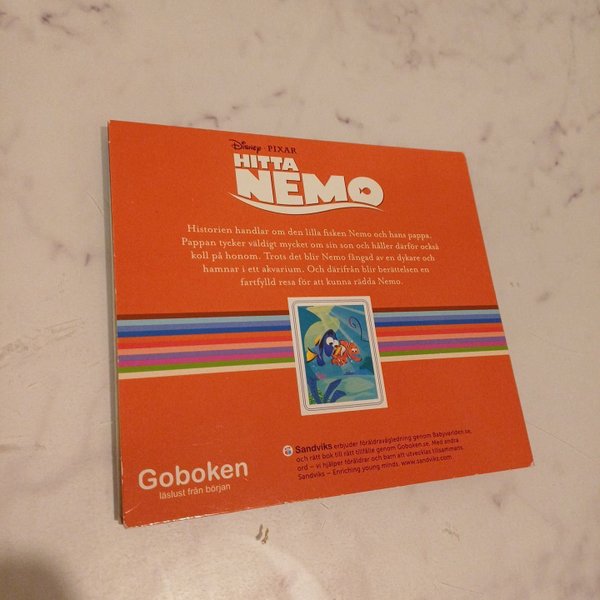 Disney · PIXAR
HITTA
NEMO
Historien handlar om den lilla fisken Nemo och hans pappa.
Pappan tycker väldigt mycket om sin son och håller därför också
koll på honom. Trots det blir Nemo fångad av en dykare och
hamnar i ett akvarium. Och därifrån blir berättelsen en
fartfylld resa för att kunna rädda Nemo.
Sandviks erbjuder föräldravägledning genom Babyvarlden.se,
och rätt bok till rätt tillfälle genom Goboken.se. Med andra
ord – vi hjälper föräldrar och barn att utvecklas tillsammans.
Sandviks – Enriching young minds. www.sandviks.com
Goboken
läslust från början